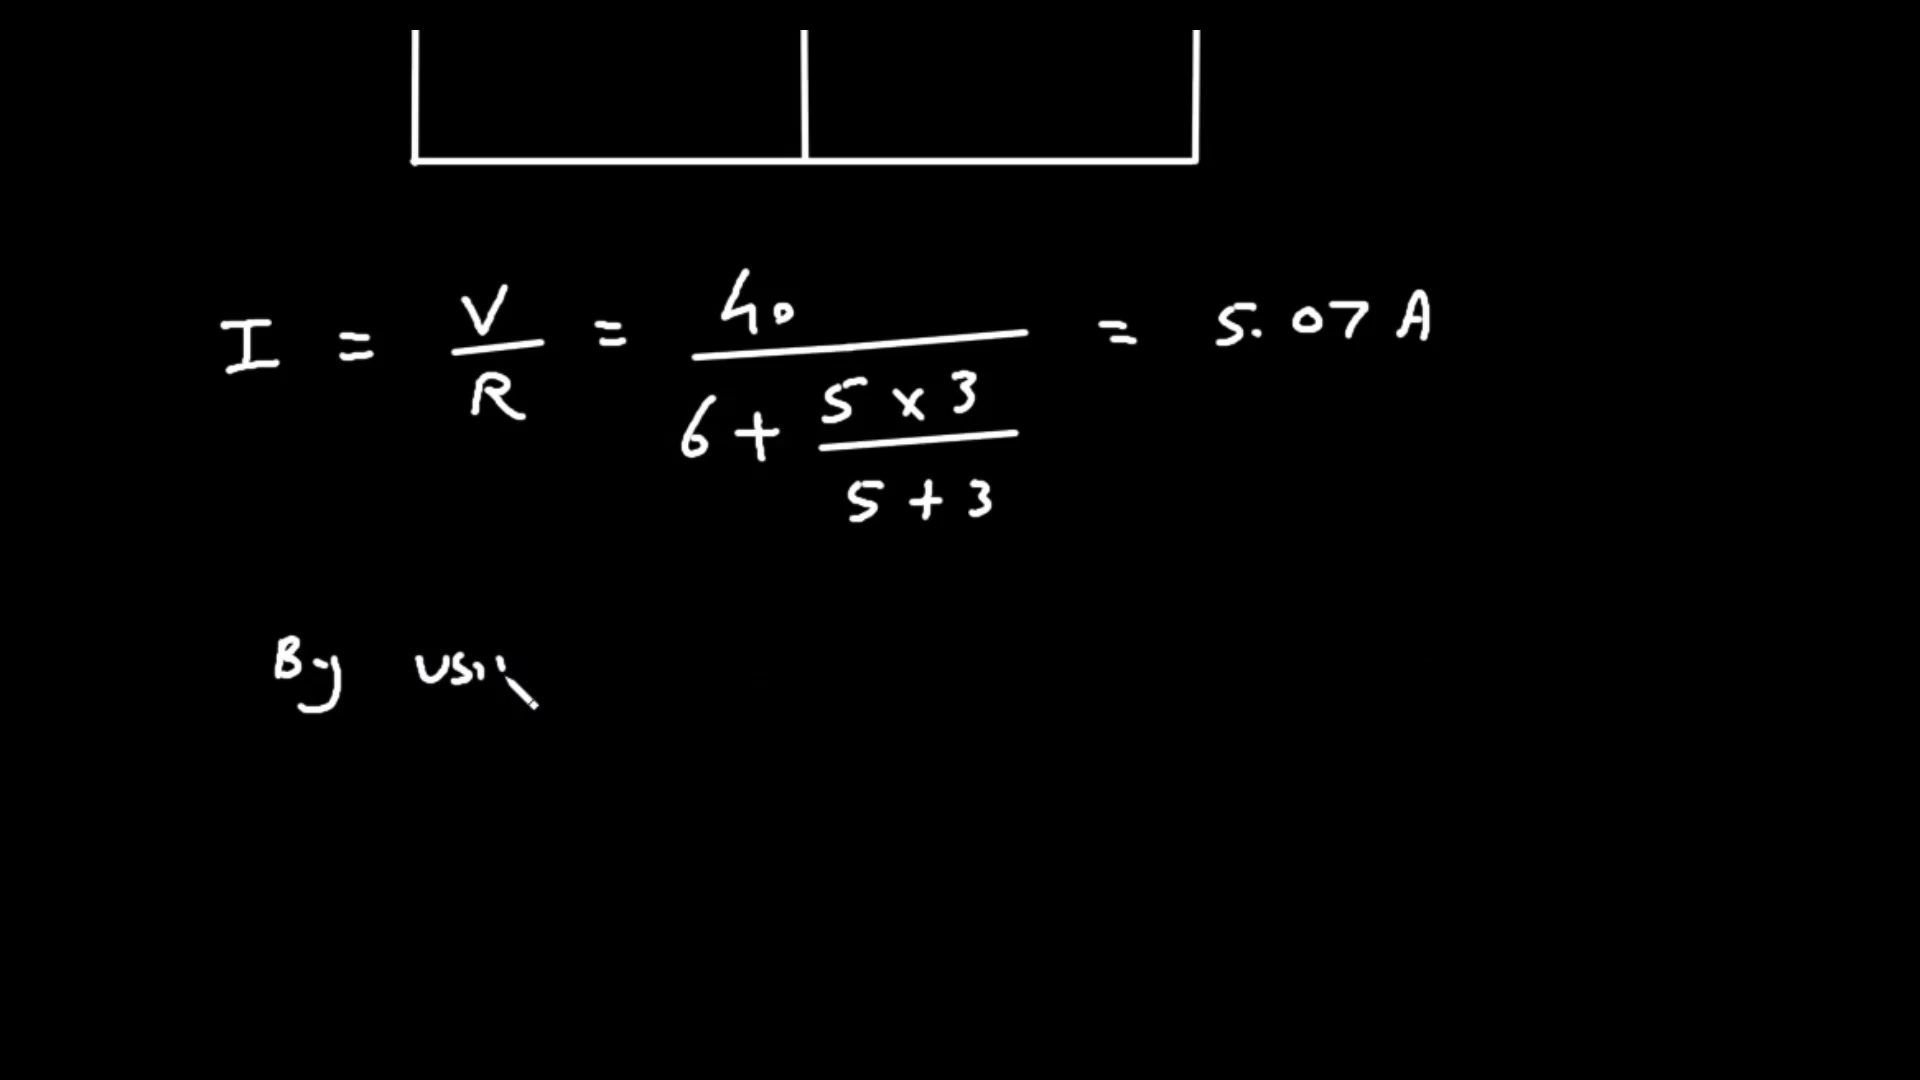 I = V/R = 40/(6 + (5 x 3)/(5 + 3)) = 5.07 A
By